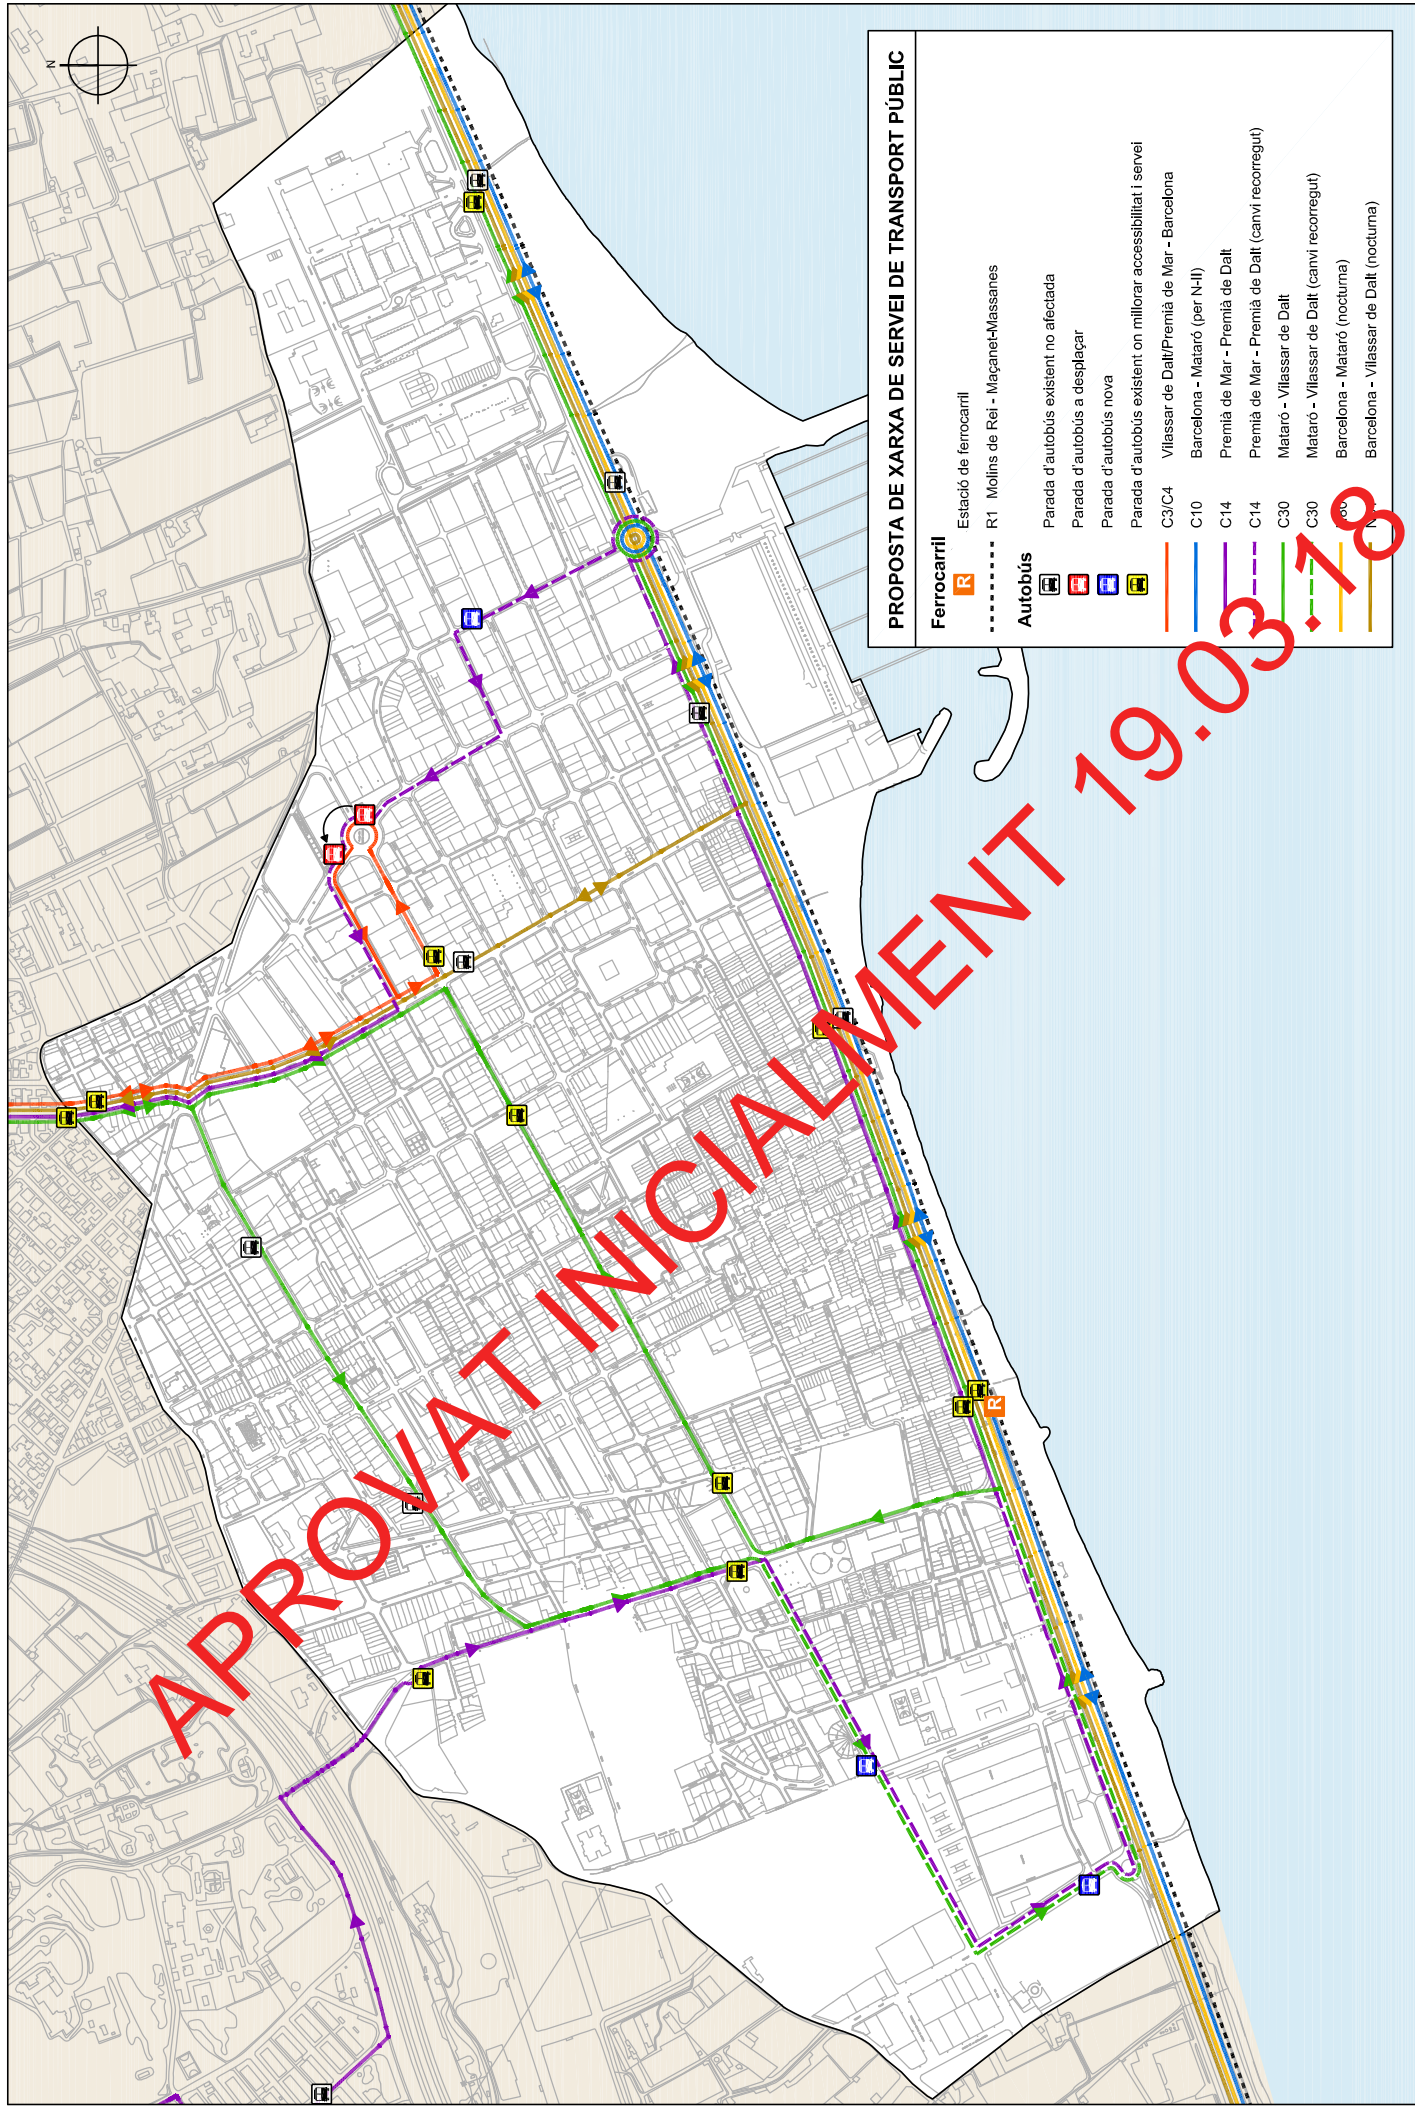 N
PROPOSTA DE XARXA DE SERVEI DE TRANSPORT PÚBLIC
Ferrocarril
R Estació de ferrocarril
R1 Molins de Rei - Maçanet-Massanes
Autobús
Parada d'autobús existent no afectada
Parada d'autobús a desplaçar
Parada d'autobús nova
Parada d'autobús existent on millorar accessibilitat i servei
C3/C4 Vilassar de Dalt/Premià de Mar - Barcelona
C10 Barcelona - Mataró (per N-II)
C14 Premià de Mar - Premià de Dalt
C14 Premià de Mar - Premià de Dalt (canvi recorregut)
C30 Mataró - Vilassar de Dalt
C30 Mataró - Vilassar de Dalt (canvi recorregut)
Barcelona - Mataró (nocturna)
Barcelona - Vilassar de Dalt (nocturna)
R
APROVAT INICIALMENT 19.03.18